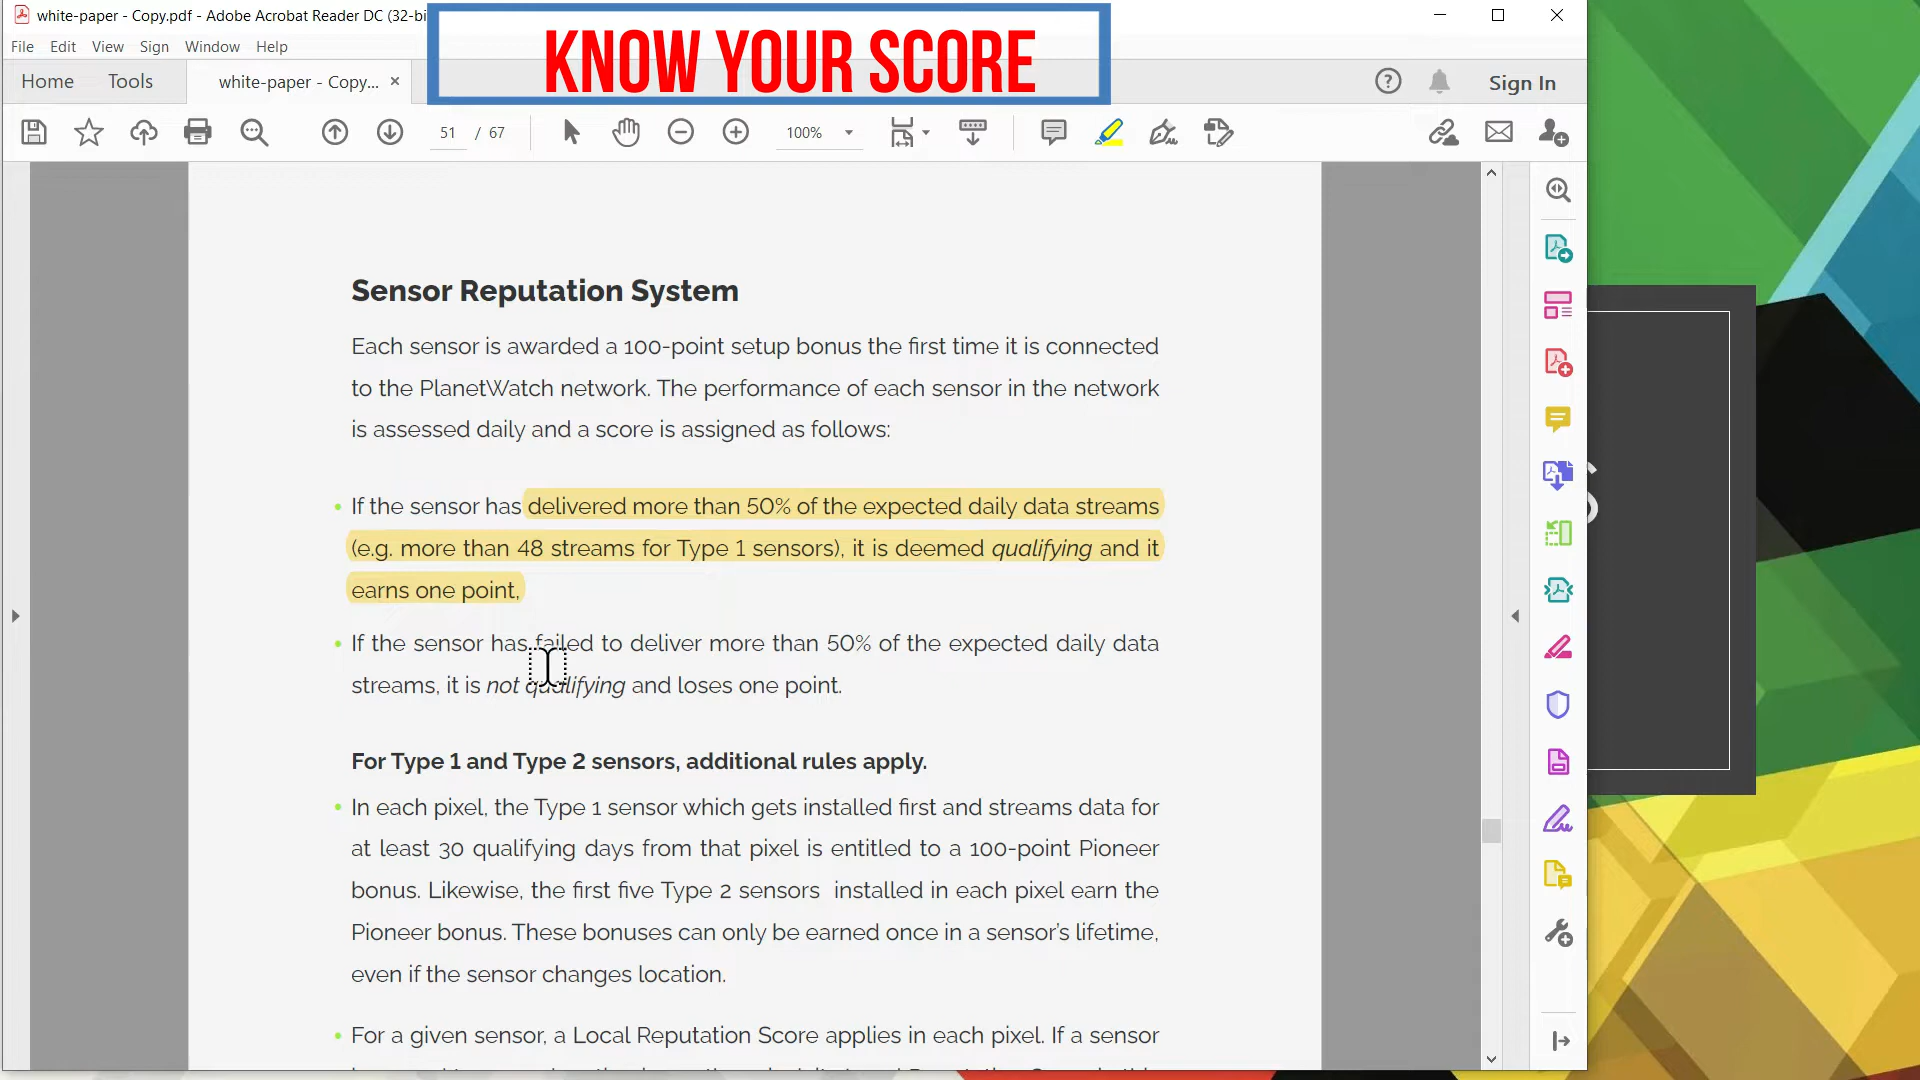 white-paper - Copy.pdf - Adobe Acrobat Reader DC (32-bi
KNOW YOUR SCORE
File Edit View Sign Window Help
Home Tools white-paper - Copy... × Sign In
51 / 67 100%
Sensor Reputation System
Each sensor is awarded a 100-point setup bonus the first time it is connected
to the PlanetWatch network. The performance of each sensor in the network
is assessed daily and a score is assigned as follows:
• If the sensor has delivered more than 50% of the expected daily data streams
(e.g. more than 48 streams for Type 1 sensors), it is deemed qualifying and it
earns one point,
• If the sensor has failed to deliver more than 50% of the expected daily data
streams, it is not qualifying and loses one point.
For Type 1 and Type 2 sensors, additional rules apply.
• In each pixel, the Type 1 sensor which gets installed first and streams data for
at least 30 qualifying days from that pixel is entitled to a 100-point Pioneer
bonus. Likewise, the first five Type 2 sensors installed in each pixel earn the
Pioneer bonus. These bonuses can only be earned once in a sensor's lifetime,
even if the sensor changes location.
• For a given sensor, a Local Reputation Score applies in each pixel. If a sensor